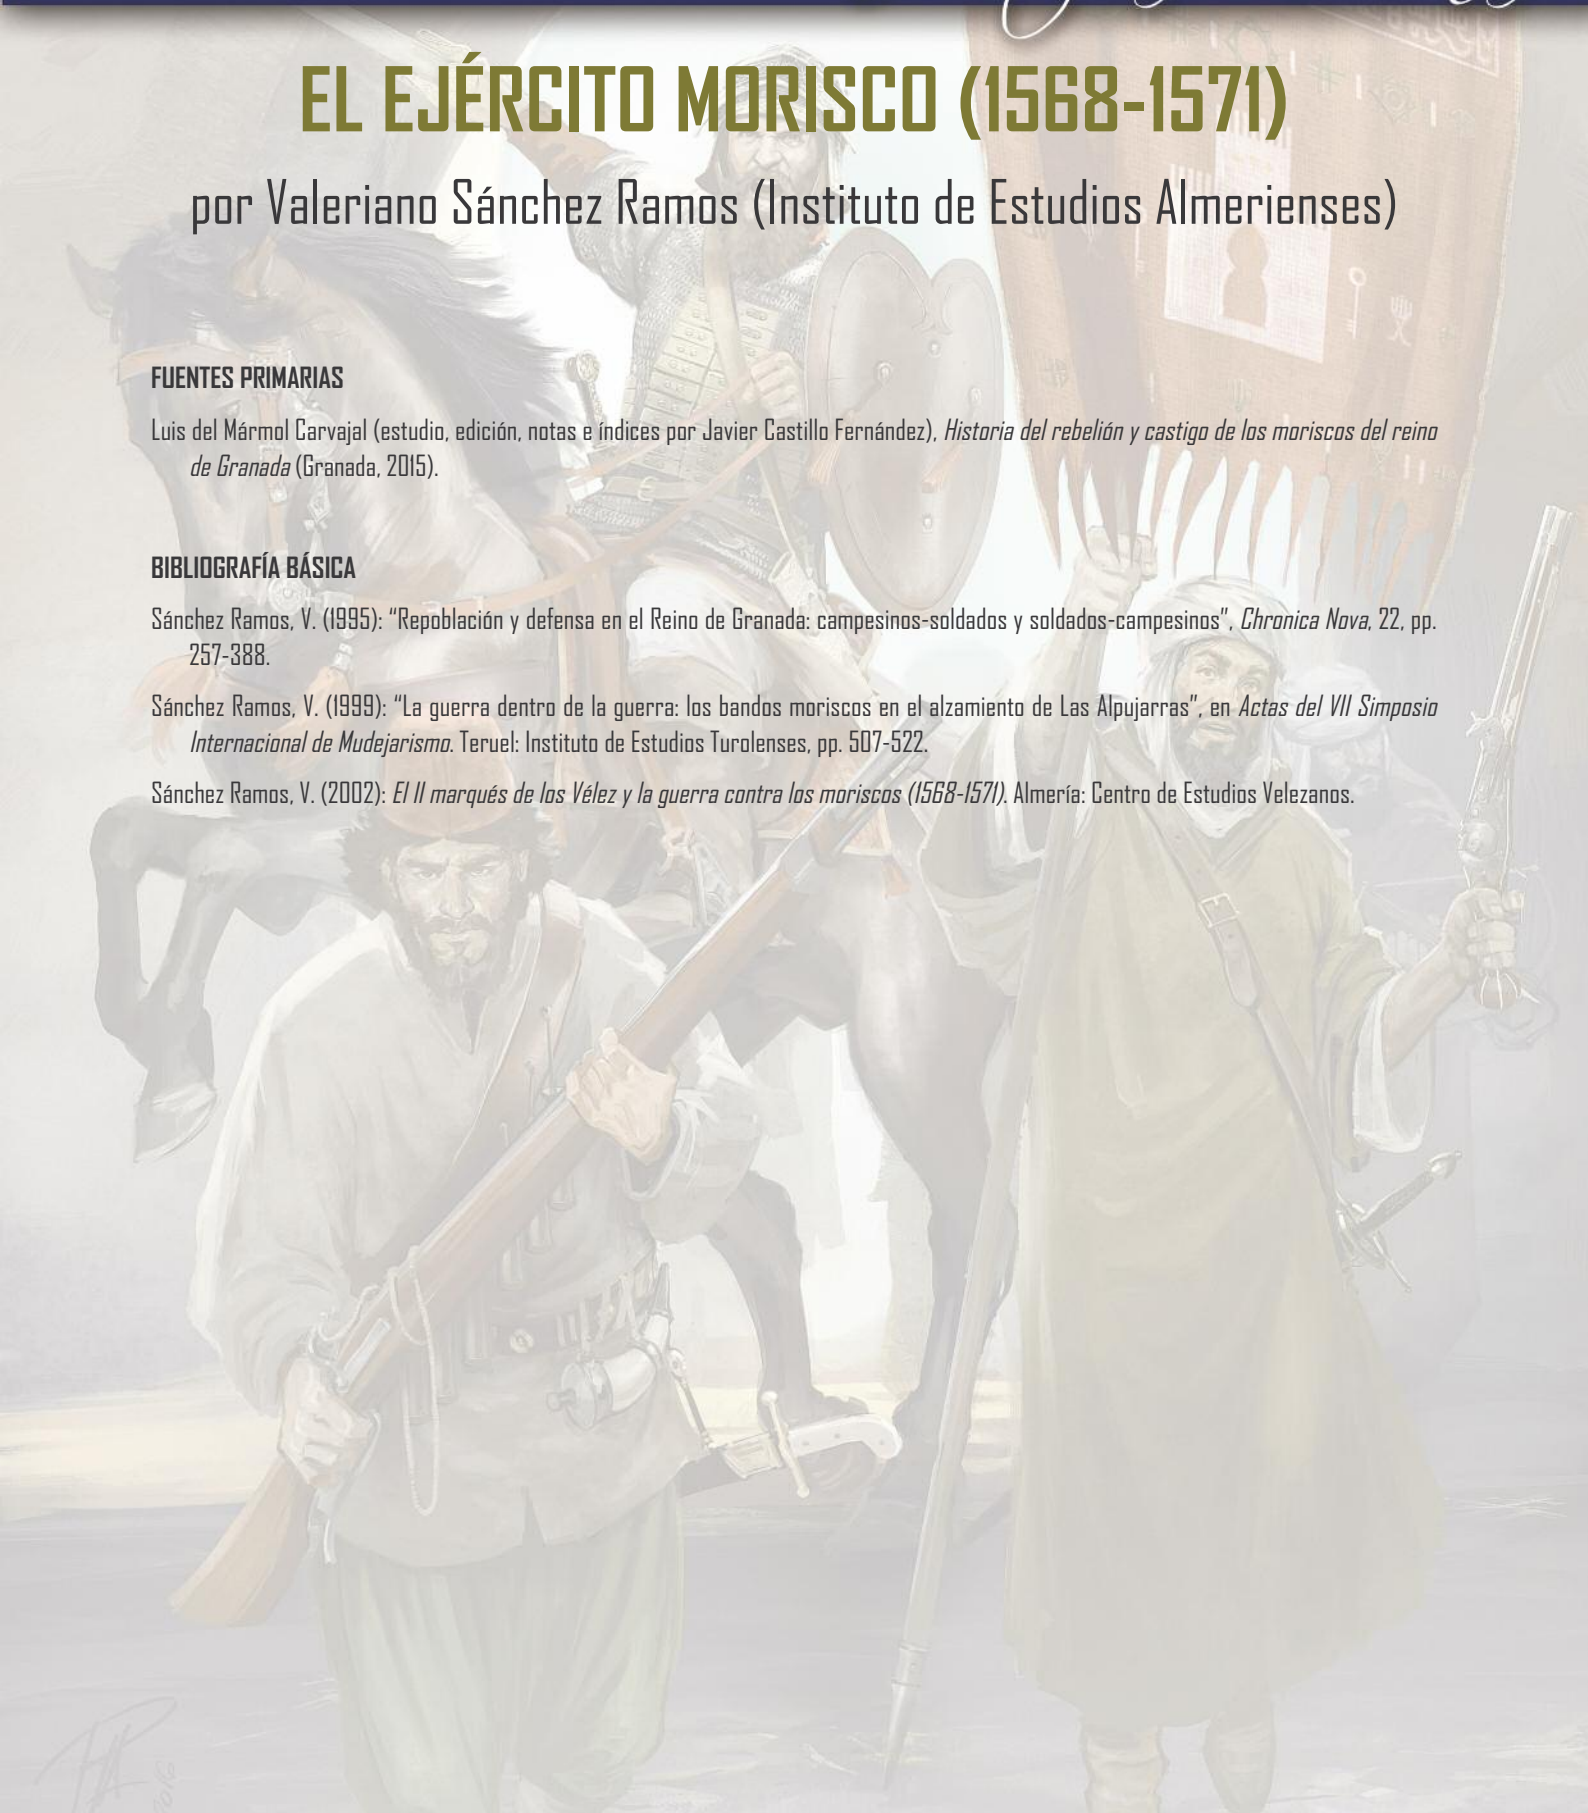 EL EJÉRCITO MORISCO (1568-1571)
por Valeriano Sánchez Ramos (Instituto de Estudios Almerienses)
FUENTES PRIMARIAS
Luis del Mármol Carvajal (estudio, edición, notas e índices por Javier Castillo Fernández), Historia del rebelión y castigo de los moriscos del reino
de Granada (Granada, 2015).
BIBLIOGRAFÍA BÁSICA
Sánchez Ramos, V. (1995): “Repoblación y defensa en el Reino de Granada: campesinos-soldados y soldados-campesinos”, Chronica Nova, 22, pp.
257-388.
Sánchez Ramos, V. (1999): “La guerra dentro de la guerra: los bandos moriscos en el alzamiento de Las Alpujarras”, en Actas del VII Simposio
Internacional de Mudejarismo. Teruel: Instituto de Estudios Turolenses, pp. 507-522.
Sánchez Ramos, V. (2002): El II marqués de los Vélez y la guerra contra los moriscos (1568-1571). Almería: Centro de Estudios Velezanos.
2016